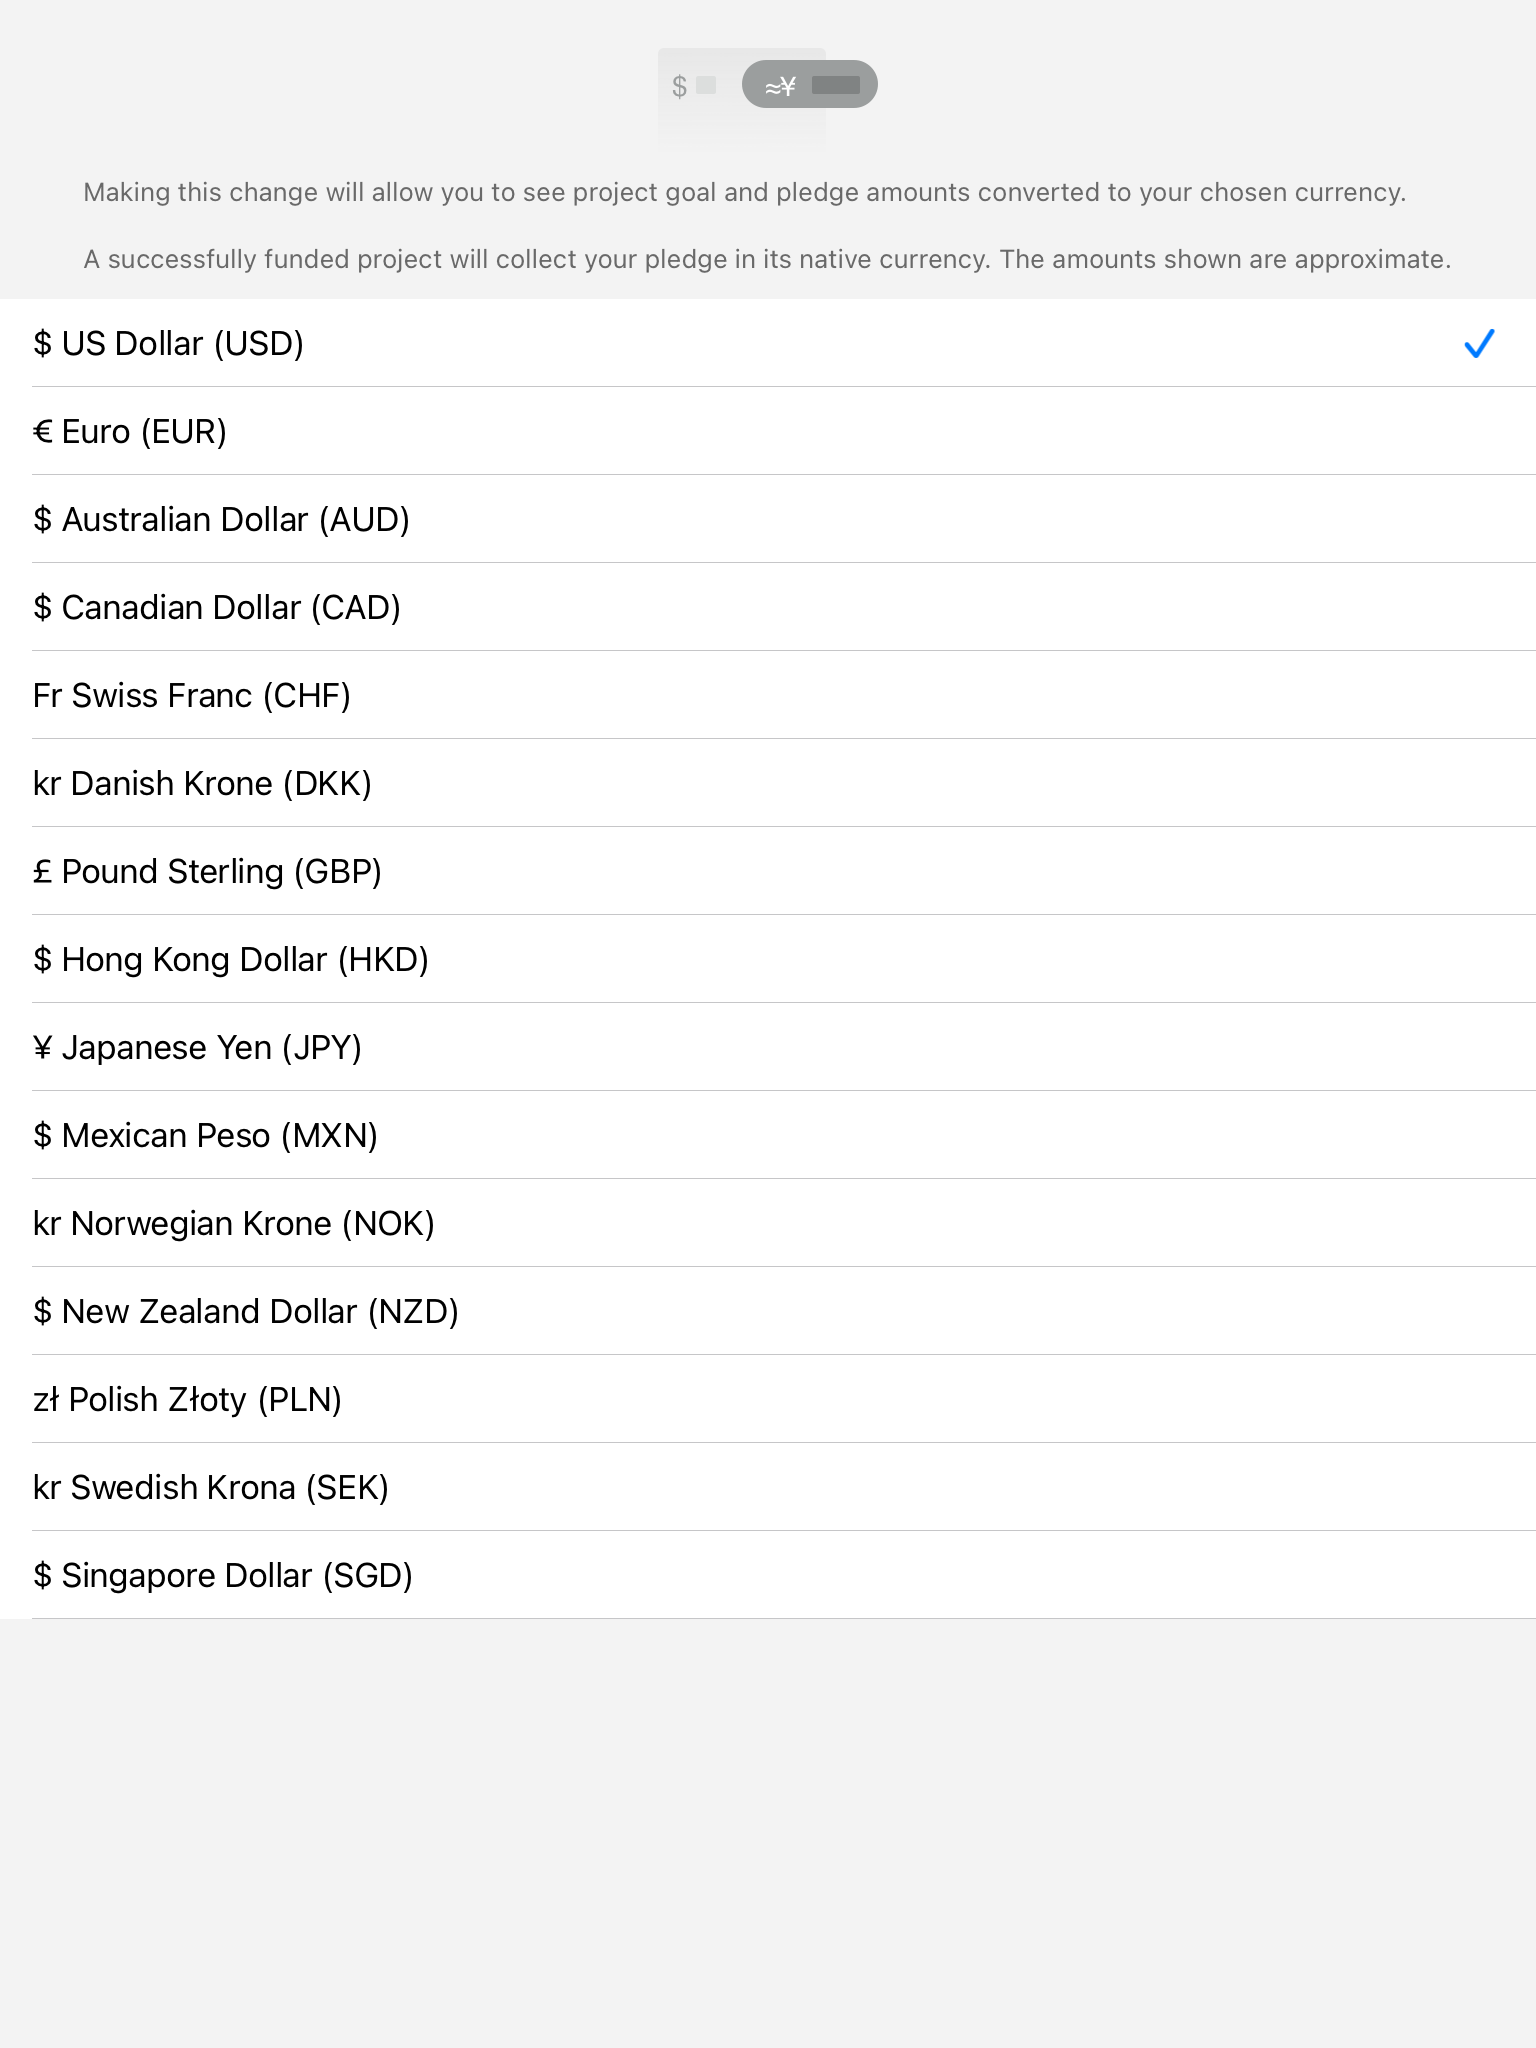 $ ≈¥
Making this change will allow you to see project goal and pledge amounts converted to your chosen currency.
A successfully funded project will collect your pledge in its native currency. The amounts shown are approximate.
$ US Dollar (USD)
€ Euro (EUR)
$ Australian Dollar (AUD)
$ Canadian Dollar (CAD)
Fr Swiss Franc (CHF)
kr Danish Krone (DKK)
£ Pound Sterling (GBP)
$ Hong Kong Dollar (HKD)
¥ Japanese Yen (JPY)
$ Mexican Peso (MXN)
kr Norwegian Krone (NOK)
$ New Zealand Dollar (NZD)
zł Polish Złoty (PLN)
kr Swedish Krona (SEK)
$ Singapore Dollar (SGD)